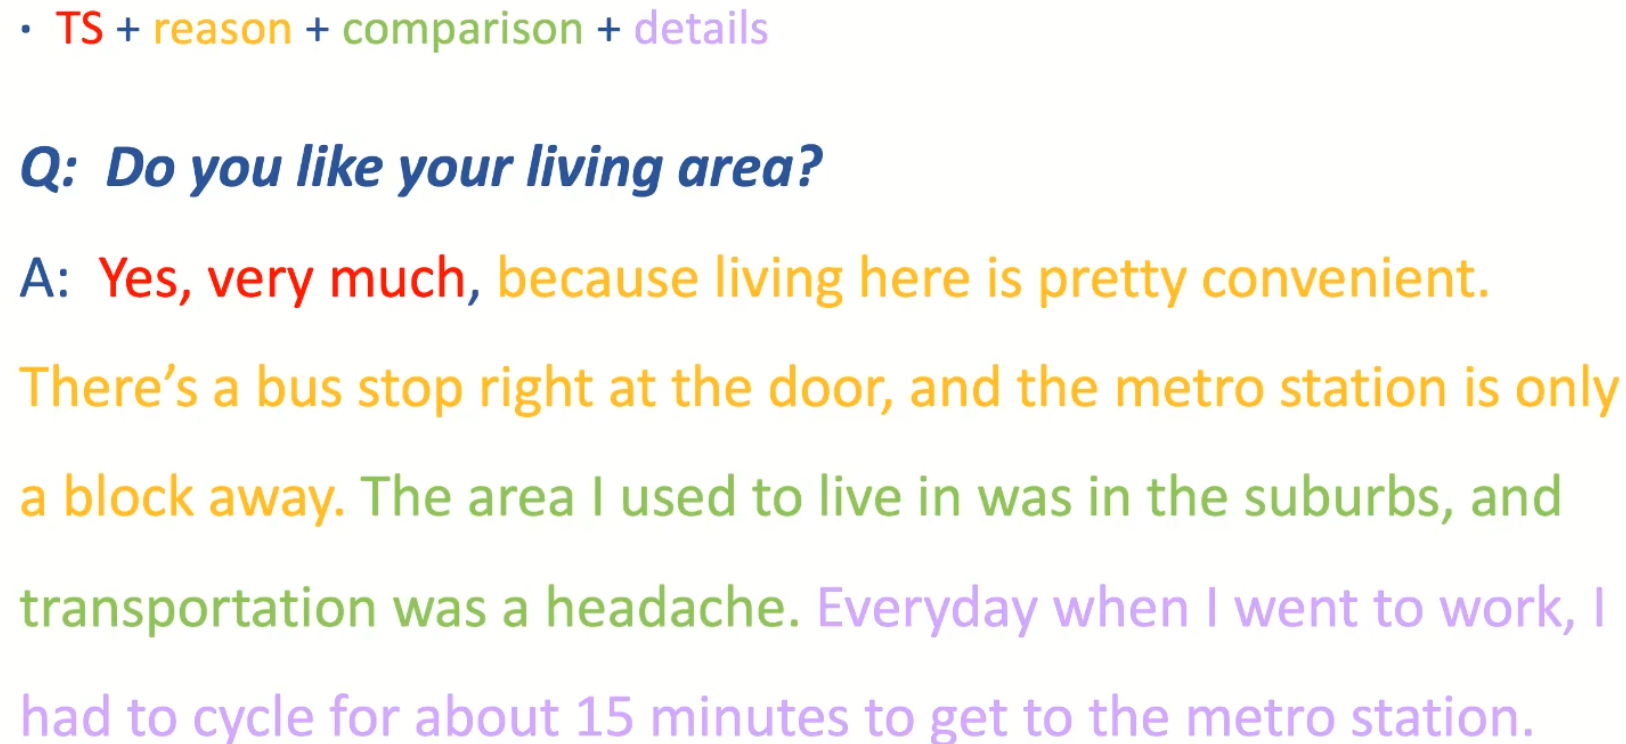 · TS + reason + comparison + details
Q: Do you like your living area?
A: Yes, very much, because living here is pretty convenient.
There’s a bus stop right at the door, and the metro station is only
a block away. The area I used to live in was in the suburbs, and
transportation was a headache. Everyday when I went to work, I
had to cycle for about 15 minutes to get to the metro station.